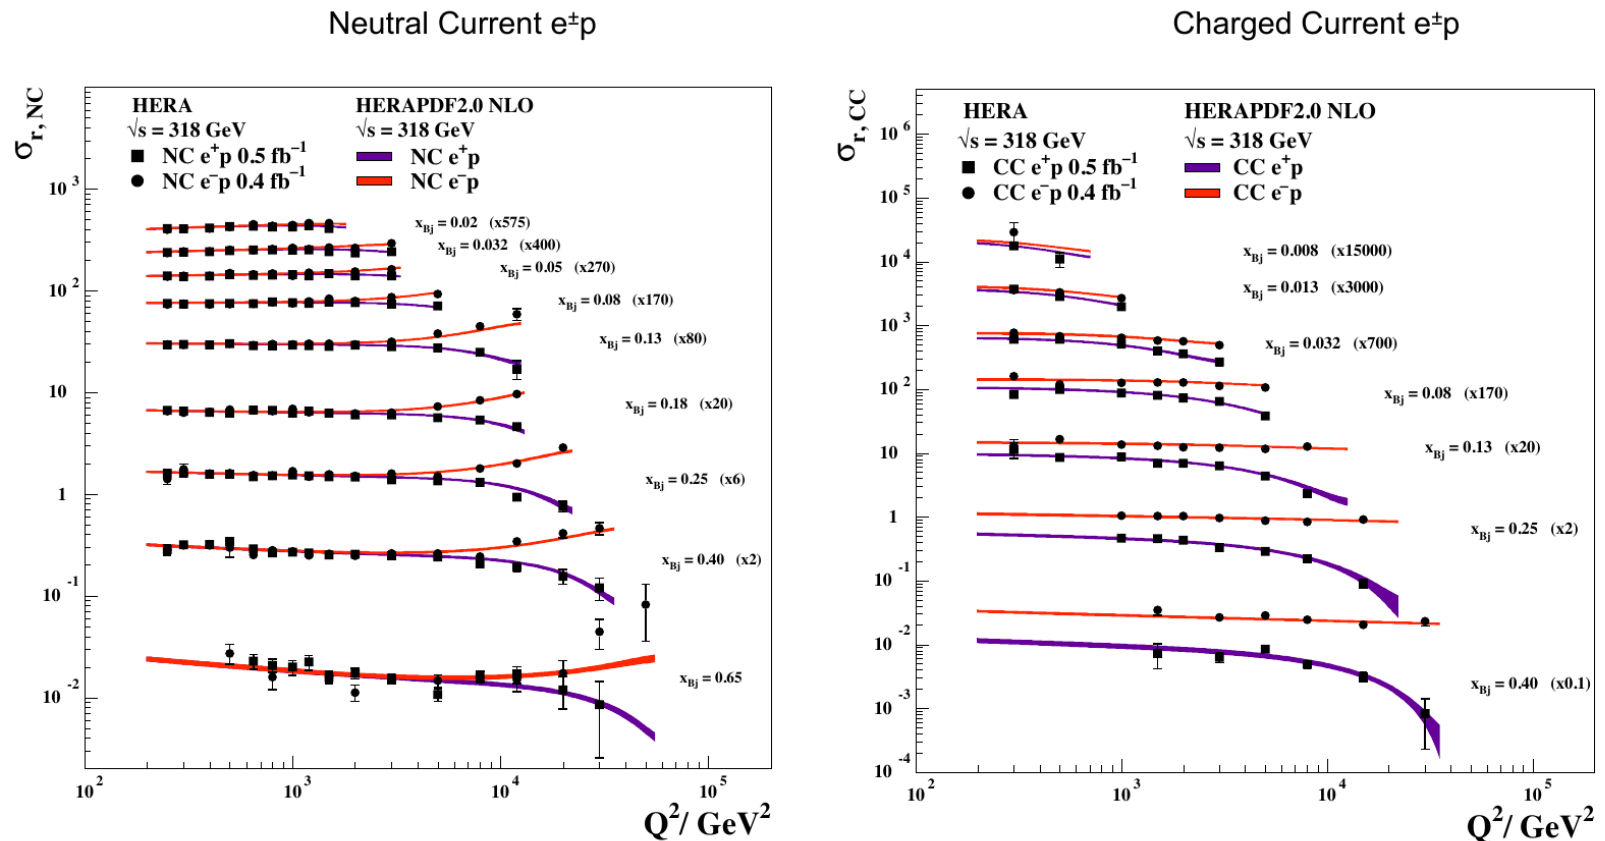 Neutral Current e±p
σr, NC
HERA
√s = 318 GeV
NC e+p 0.5 fb−1
NC e−p 0.4 fb−1
HERAPDF2.0 NLO
√s = 318 GeV
NC e+p
NC e−p
10 3
10 2
10
1
10 -1
10 -2
xBj = 0.02 (x575)
xBj = 0.032 (x400)
xBj = 0.05 (x270)
xBj = 0.08 (x170)
xBj = 0.13 (x80)
xBj = 0.18 (x20)
xBj = 0.25 (x6)
xBj = 0.40 (x2)
xBj = 0.65
10 2
10 3
10 4
10 5
Q2/ GeV2
Charged Current e±p
σr, CC
HERA
√s = 318 GeV
CC e+p 0.5 fb−1
CC e−p 0.4 fb−1
HERAPDF2.0 NLO
√s = 318 GeV
CC e+p
CC e−p
10 6
10 5
10 4
10 3
10 2
10
1
10 -1
10 -2
10 -3
10 -4
xBj = 0.008 (x15000)
xBj = 0.013 (x3000)
xBj = 0.032 (x700)
xBj = 0.08 (x170)
xBj = 0.13 (x20)
xBj = 0.25 (x2)
xBj = 0.40 (x0.1)
10 2
10 3
10 4
10 5
Q2/ GeV2